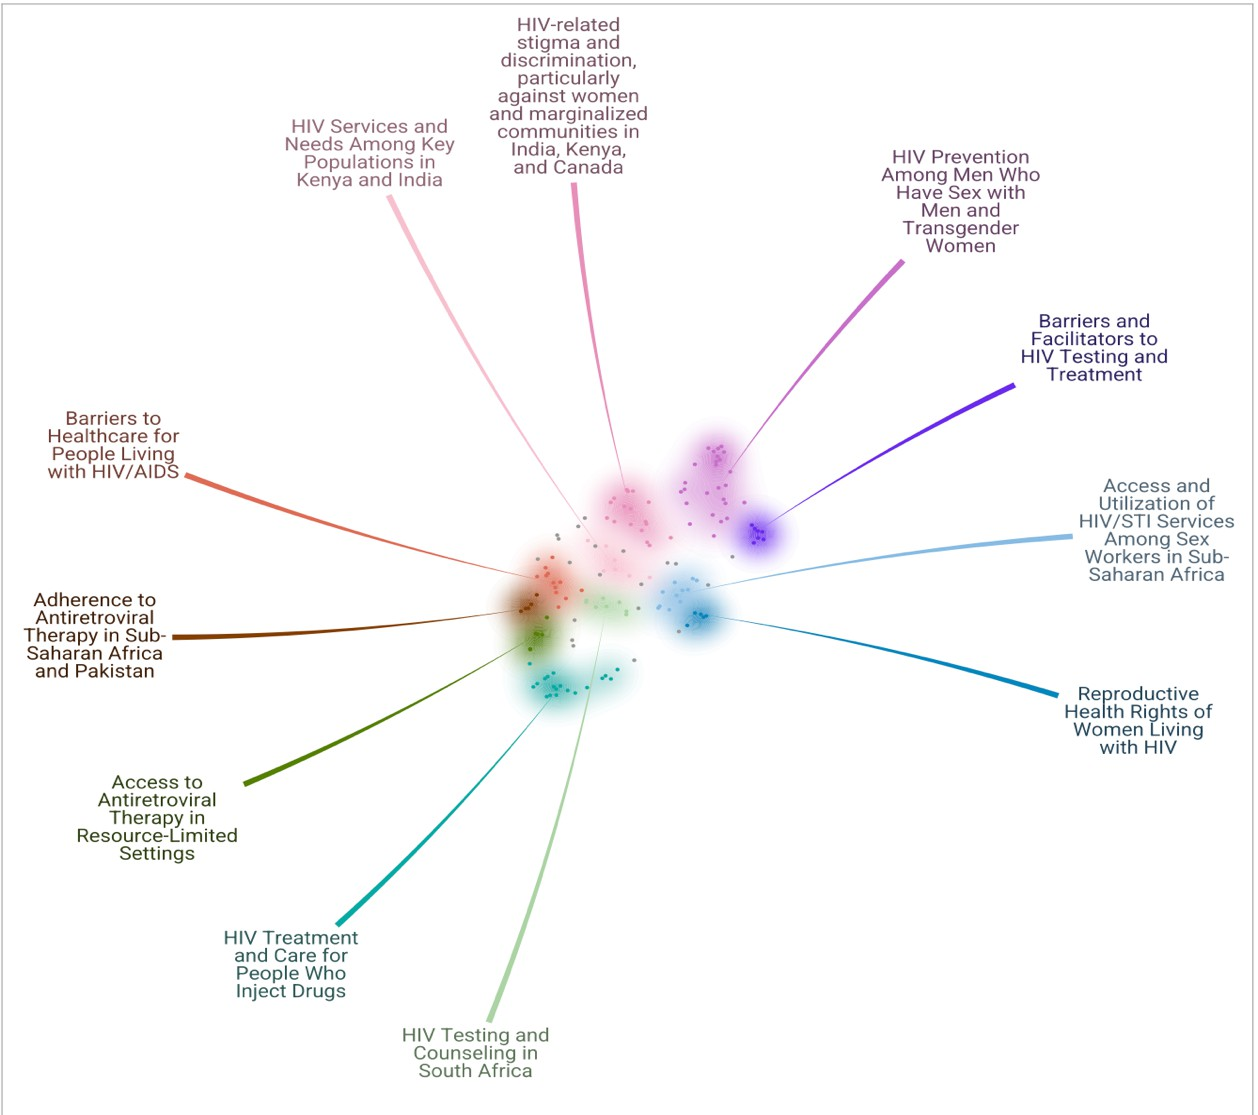 HIV-related
stigma and
discrimination,
particularly
against women
and marginalized
communities in
India, Kenya,
and Canada
HIV Services and
Needs Among Key
Populations in
Kenya and India
HIV Prevention
Among Men Who
Have Sex with
Men and
Transgender
Women
Barriers and
Facilitators to
HIV Testing and
Treatment
Barriers to
Healthcare for
People Living
with HIV/AIDS
Access and
Utilization of
HIV/STI Services
Among Sex
Workers in Sub-
Saharan Africa
Adherence to
Antiretroviral
Therapy in Sub-
Saharan Africa
and Pakistan
Reproductive
Health Rights of
Women Living
with HIV
Access to
Antiretroviral
Therapy in
Resource-Limited
Settings
HIV Treatment
and Care for
People Who
Inject Drugs
HIV Testing and
Counseling in
South Africa